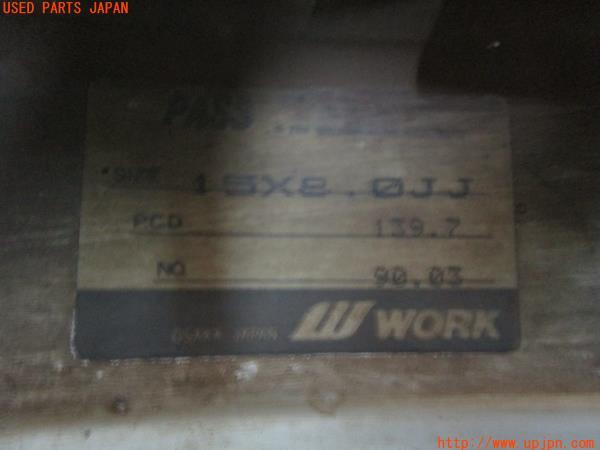 USED PARTS JAPAN
PASS
SIZE 15X8.0JJ
PCD 139.7
NO 90.03
OSAKA JAPAN W WORK
http://www.upjpn.com/